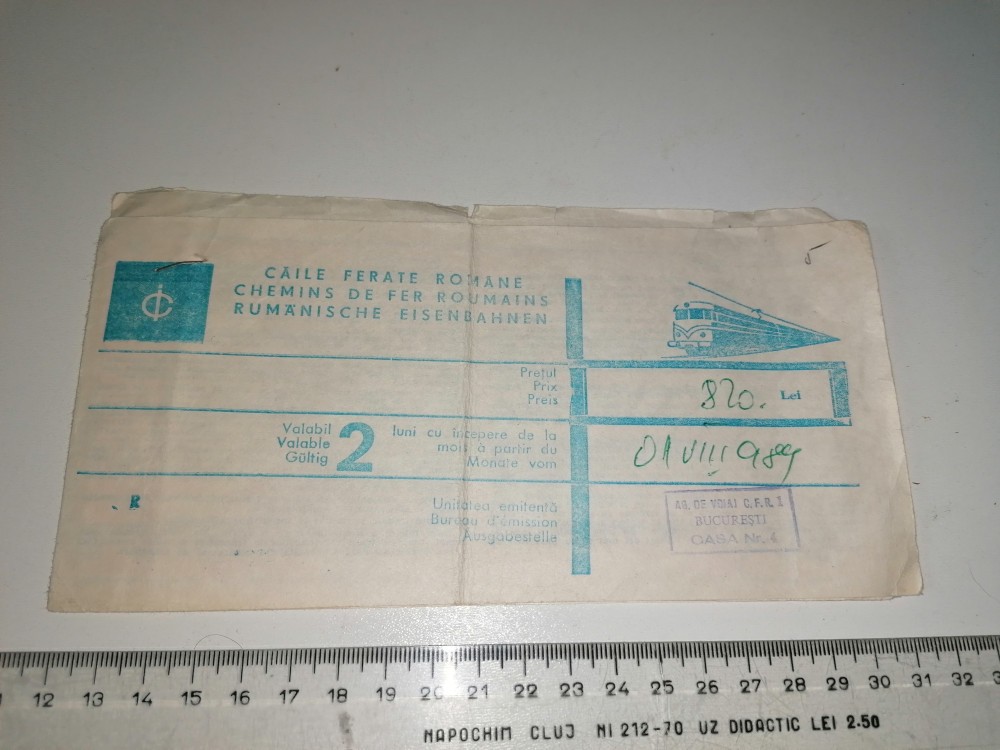 CĂILE FERATE ROMÂNE
CHEMINS DE FER ROUMAINS
RUMÄNISCHE EISENBAHNEN
Prețul
Prix
Preis
820. Lei
Valabil
Valable
Gültig
2
luni cu începere de la
mois à partir du
Monate vom
01 VIII 989
R
Unitatea emitentă
Bureau d'émission
Ausgabestelle
AG. DE VOIAJ C.F.R. 1
BUCUREȘTI
CASA Nr. 4
12 13 14 15 16 17 18 19 20 21 22 23 24 25 26 27 28 29 30 31 32
NAPOCHIM CLUJ NI 212-70 UZ DIDACTIC LEI 2.50